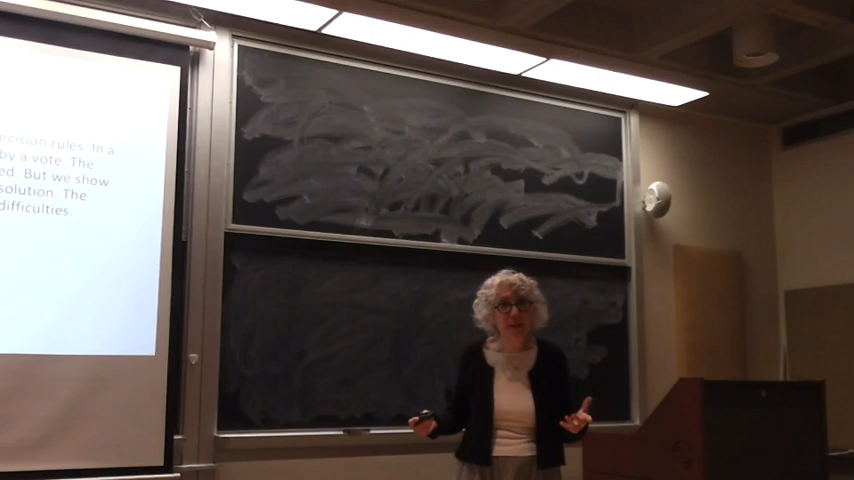 ecision rules. In a
by a vote. The
ed. But we show
solution. The
difficulties